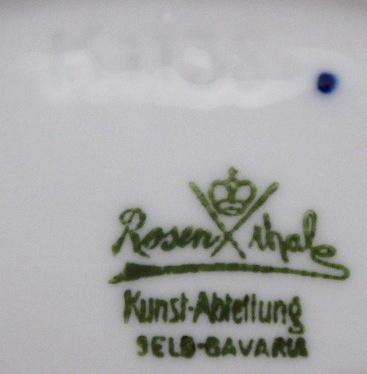 Rosenthal
Kunst-Abteilung
SELB-BAVARIA